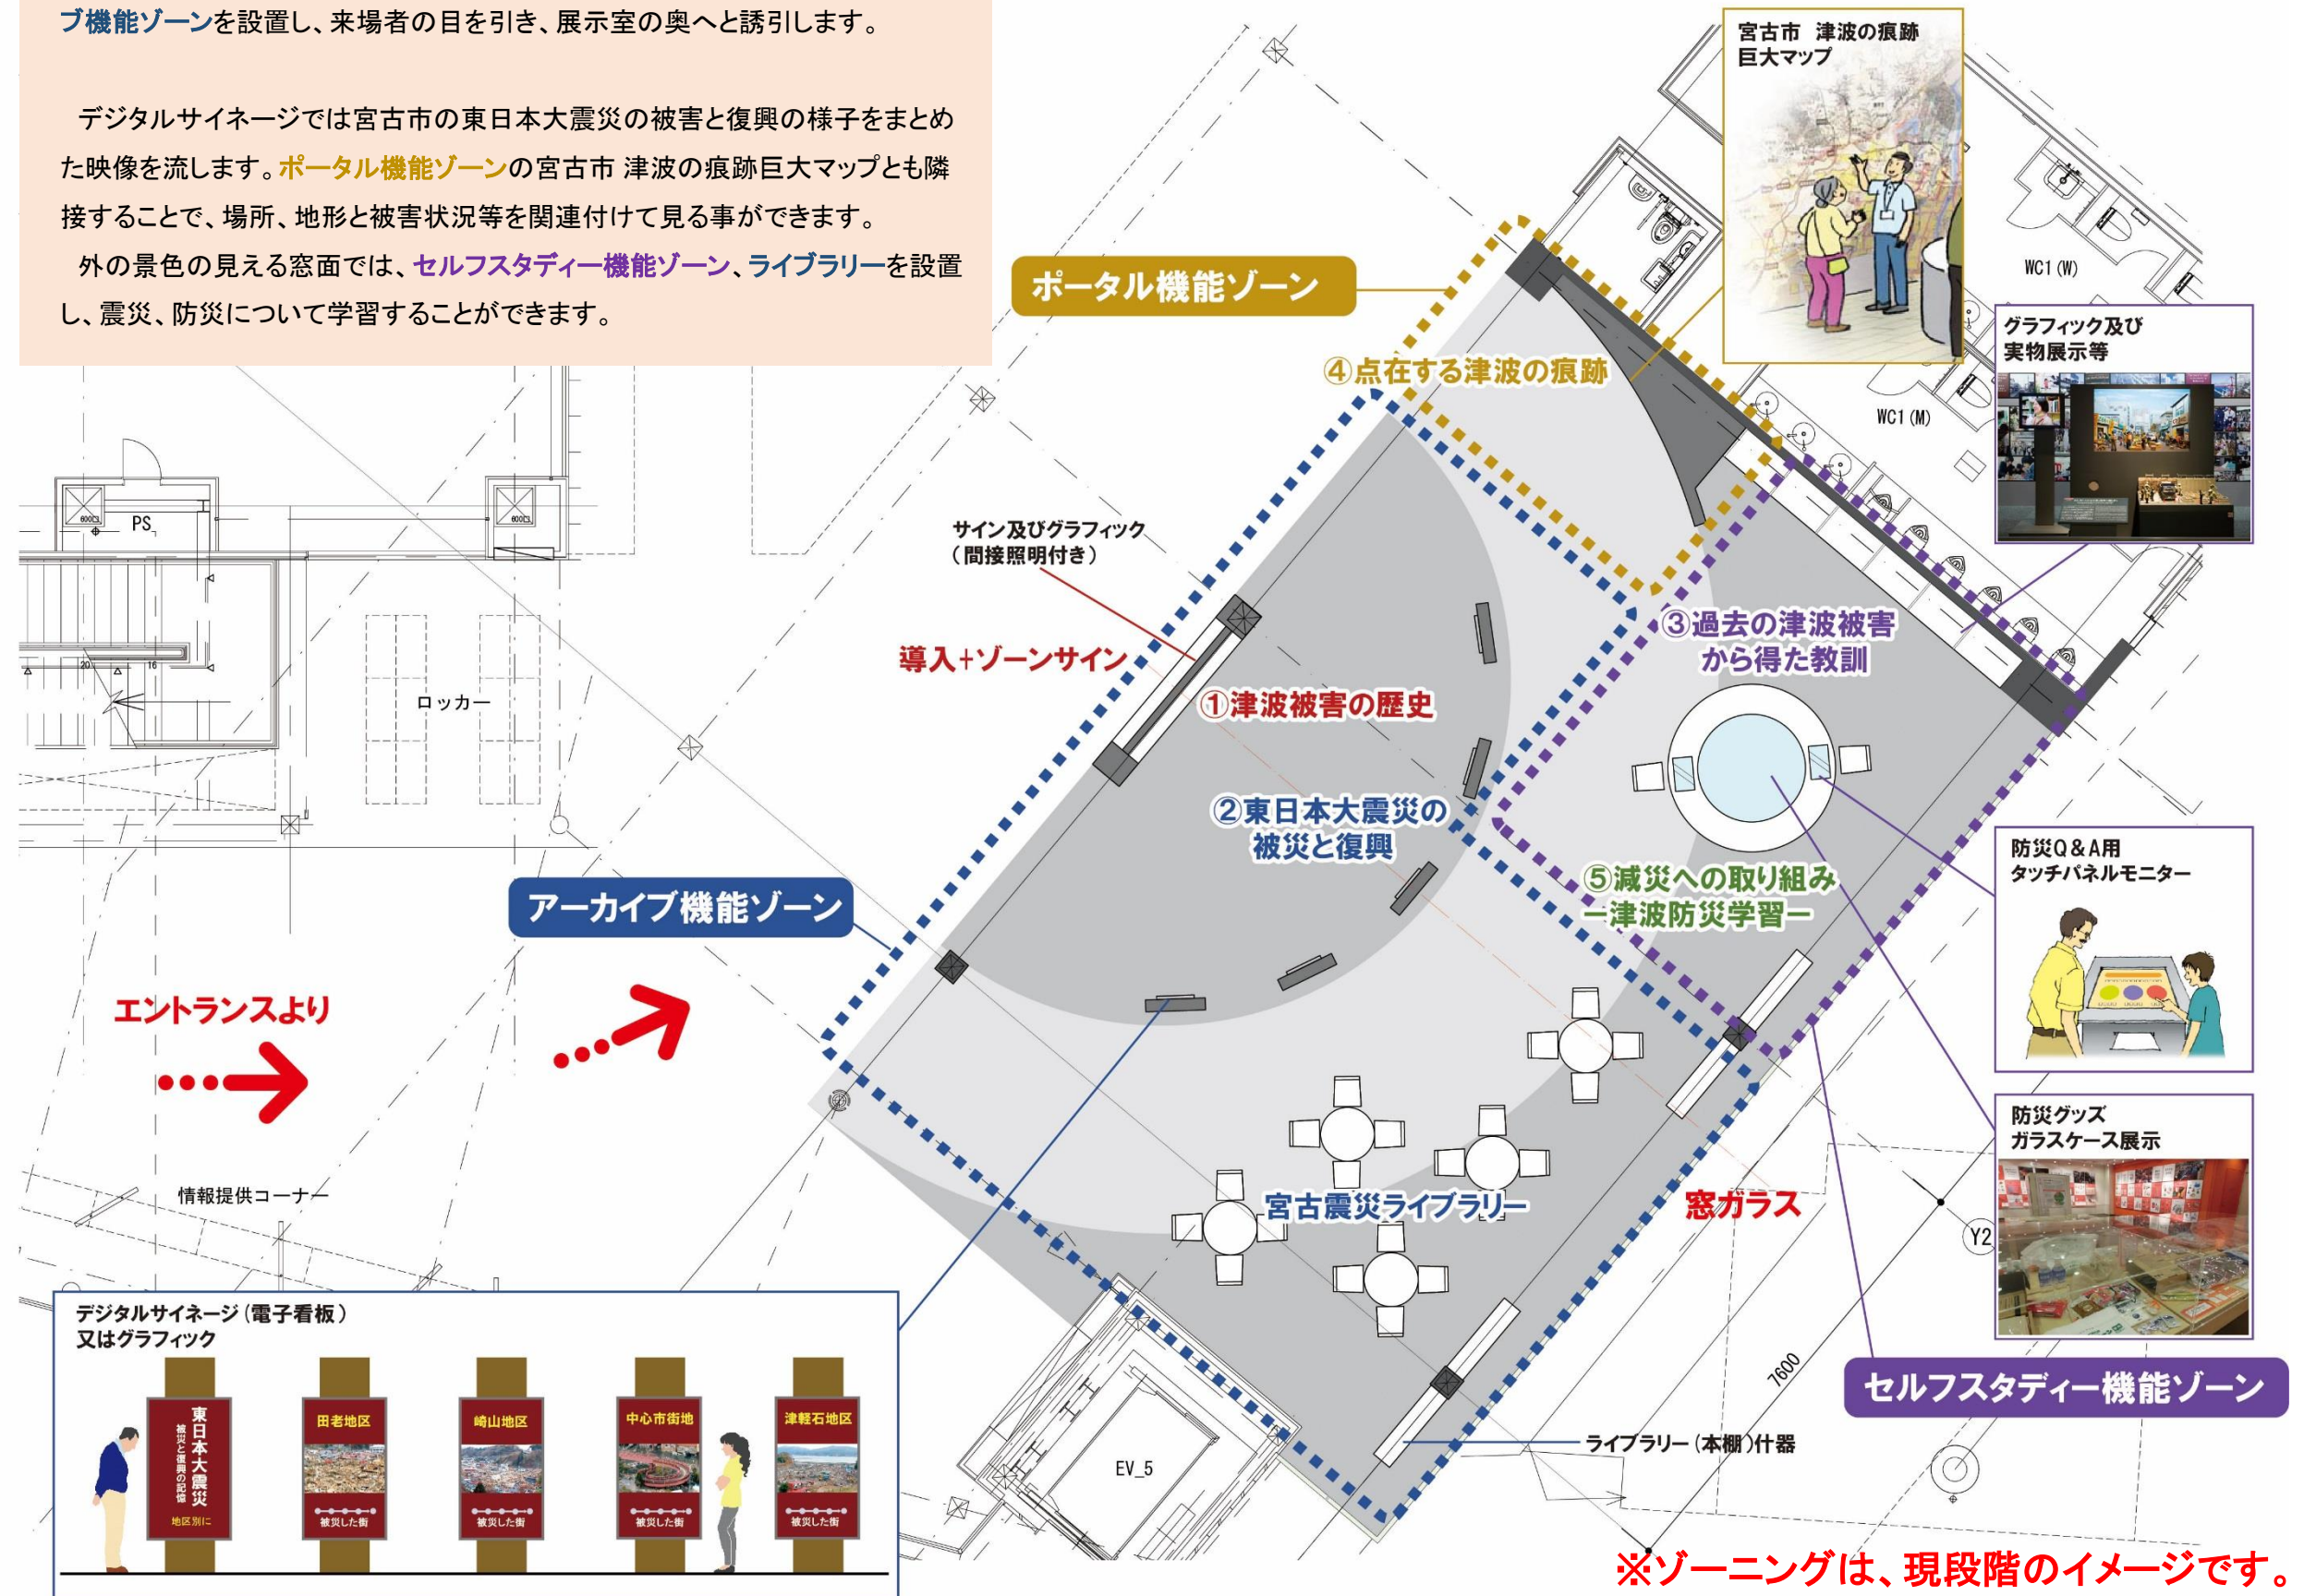 ブ機能ゾーンを設置し、来場者の目を引き、展示室の奥へと誘引します。
デジタルサイネージでは宮古市の東日本大震災の被害と復興の様子をまとめ
た映像を流します。ポータル機能ゾーンの宮古市 津波の痕跡巨大マップとも隣
接することで、場所、地形と被害状況等を関連付けて見る事ができます。
外の景色の見える窓面では、セルフスタディー機能ゾーン、ライブラリーを設置
し、震災、防災について学習することができます。
宮古市 津波の痕跡
巨大マップ
WC1 (W)
ポータル機能ゾーン
グラフィック及び
実物展示等
④点在する津波の痕跡
WC1 (M)
600□
PS
600□
サイン及びグラフィック
(間接照明付き)
導入+ゾーンサイン
③過去の津波被害
から得た教訓
20
16
ロッカー
①津波被害の歴史
②東日本大震災の
被災と復興
防災Q&A用
タッチパネルモニター
⑤減災への取り組み
ー津波防災学習ー
アーカイブ機能ゾーン
エントランスより
防災グッズ
ガラスケース展示
情報提供コーナー
宮古震災ライブラリー
窓ガラス
Y2
デジタルサイネージ(電子看板)
又はグラフィック
7600
セルフスタディー機能ゾーン
東日本大震災
被災と復興の記憶
地区別に
田老地区
被災した街
崎山地区
被災した街
中心市街地
被災した街
津軽石地区
被災した街
ライブラリー(本棚)什器
EV_5
※ゾーニングは、現段階のイメージです。